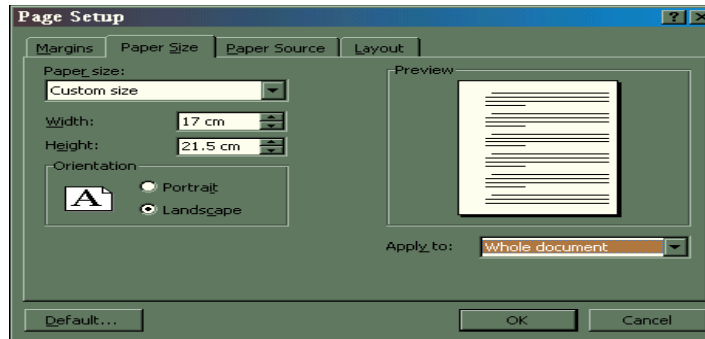 Page Setup ? ×
Margins Paper Size Paper Source Layout
Paper size:
Custom size
Preview
Width: 17 cm
Height: 21.5 cm
Orientation
A
Portrait
Landscape
Apply to: Whole document
Default... OK Cancel